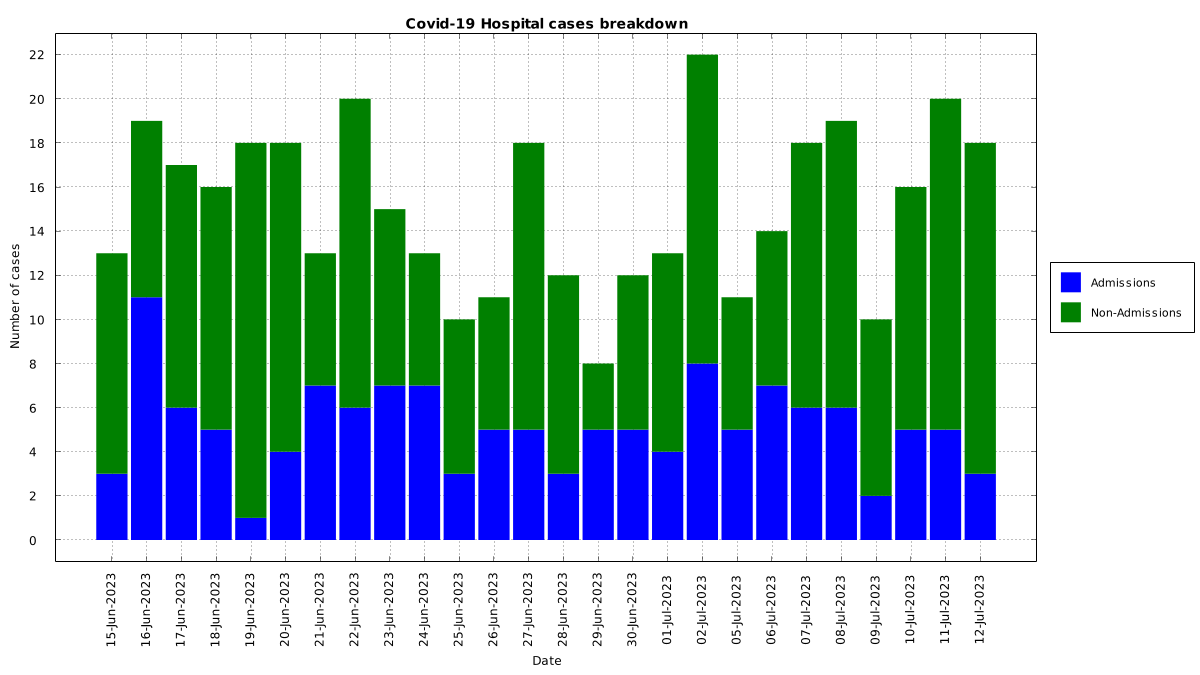 Covid-19 Hospital cases breakdown
22
20
18
16
14
12
10
8
6
4
2
0
Number of cases
Admissions
Non-Admissions
15-Jun-2023
16-Jun-2023
17-Jun-2023
18-Jun-2023
19-Jun-2023
20-Jun-2023
21-Jun-2023
22-Jun-2023
23-Jun-2023
24-Jun-2023
25-Jun-2023
26-Jun-2023
27-Jun-2023
28-Jun-2023
29-Jun-2023
30-Jun-2023
01-Jul-2023
02-Jul-2023
05-Jul-2023
06-Jul-2023
07-Jul-2023
08-Jul-2023
09-Jul-2023
10-Jul-2023
11-Jul-2023
12-Jul-2023
Date